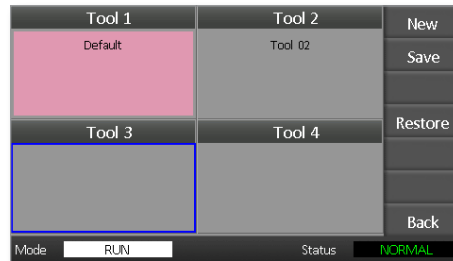 Tool 1
Default
Tool 2
Tool 02
Tool 3
Tool 4
New
Save
Restore
Back
Mode RUN Status NORMAL